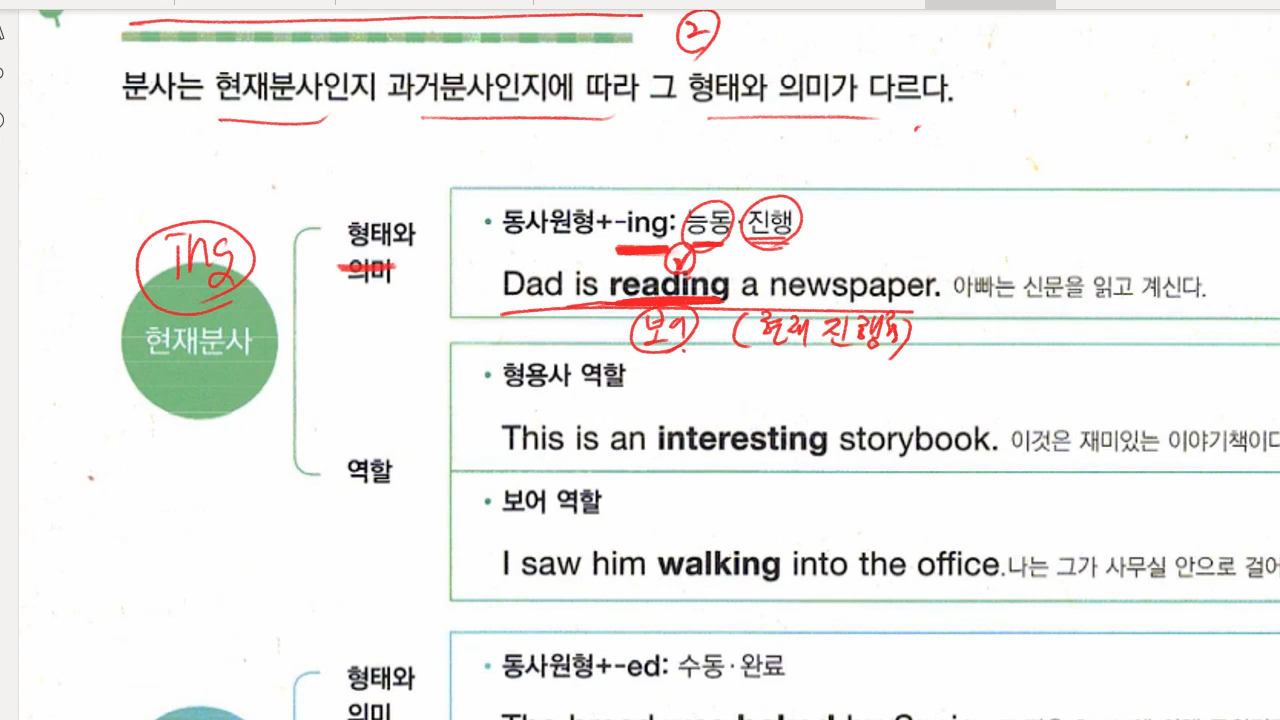 ②
분사는 현재분사인지 과거분사인지에 따라 그 형태와 의미가 다르다.
ing
현재분사
형태와
의미
• 동사원형+-ing: 능동·진행
Dad is reading a newspaper. 아빠는 신문을 읽고 계신다.
보어 (현재 진행형)
• 형용사 역할
This is an interesting storybook. 이것은 재미있는 이야기책이다
역할
• 보어 역할
I saw him walking into the office. 나는 그가 사무실 안으로 걸어
형태와
의미
• 동사원형+-ed: 수동·완료